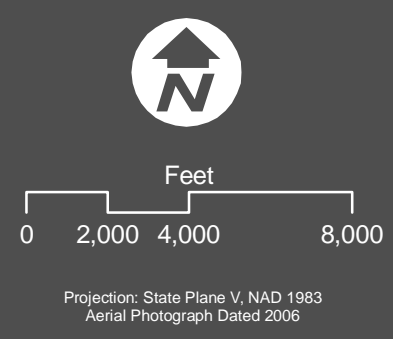 N
Feet
0 2,000 4,000 8,000
Projection: State Plane V, NAD 1983
Aerial Photograph Dated 2006